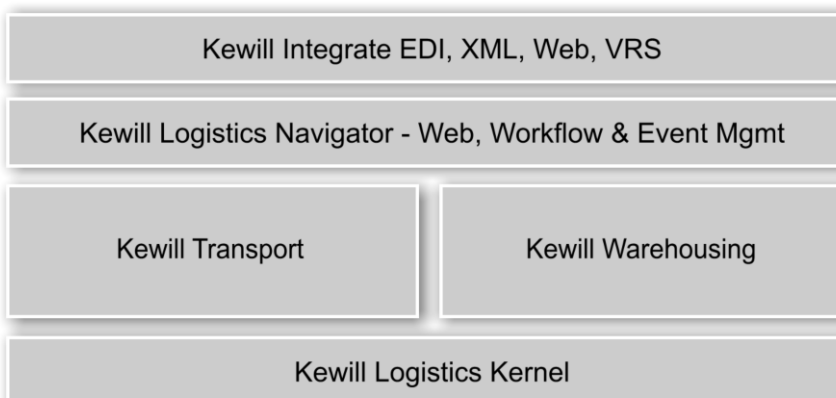 Kewill Integrate EDI, XML, Web, VRS
Kewill Logistics Navigator - Web, Workflow & Event Mgmt
Kewill Transport
Kewill Warehousing
Kewill Logistics Kernel